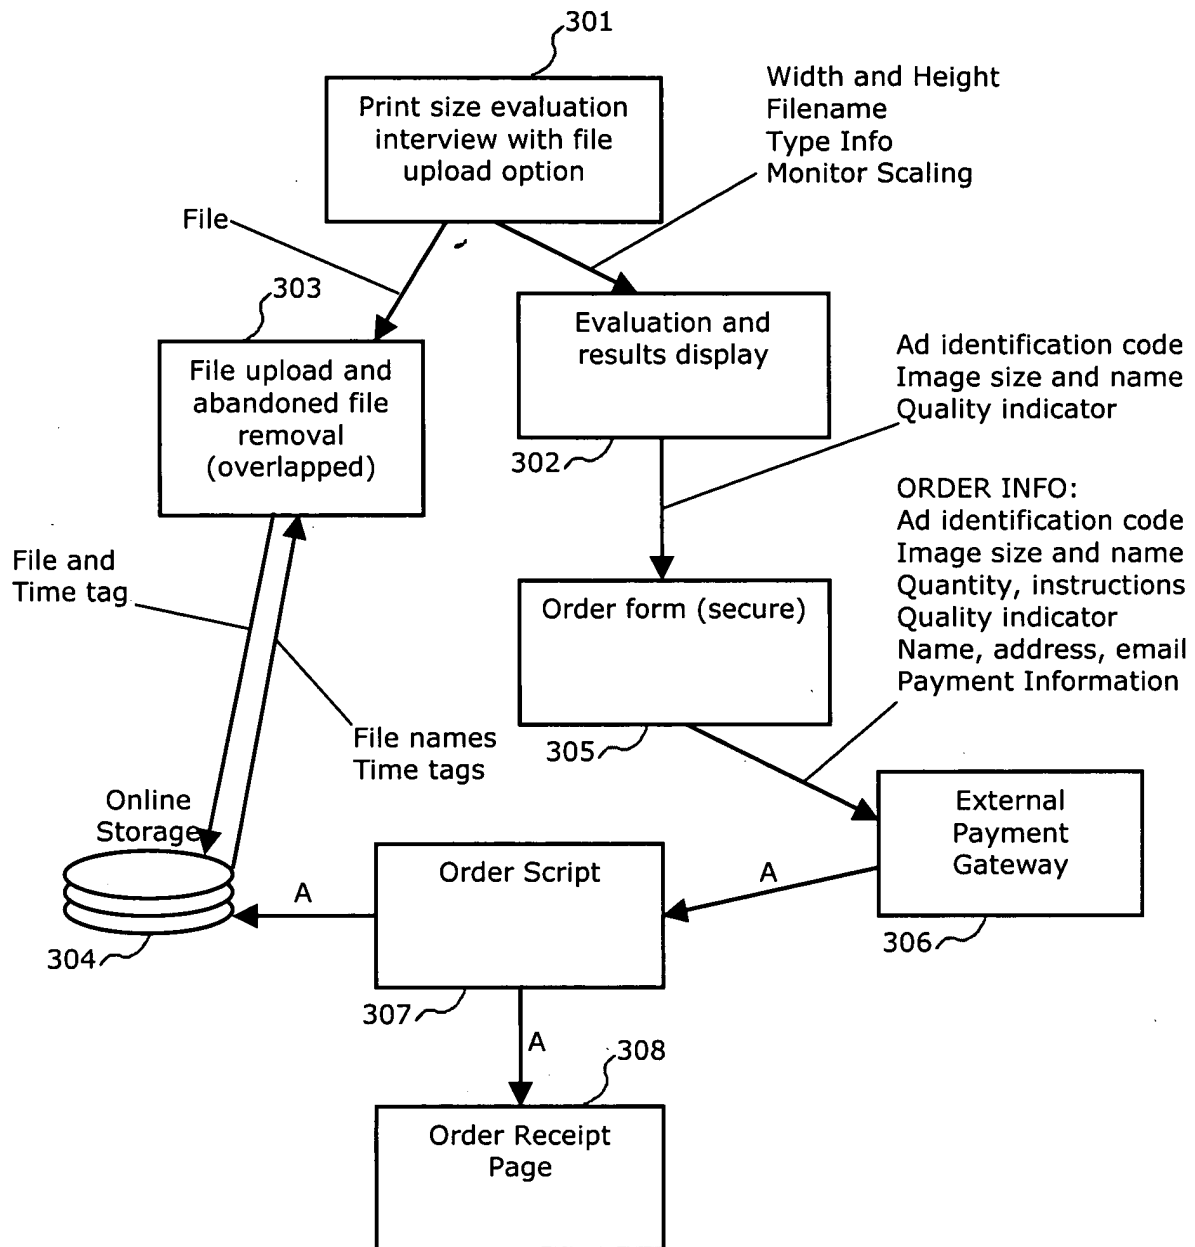 301
Print size evaluation
interview with file
upload option
Width and Height
Filename
Type Info
Monitor Scaling
File
303
File upload and
abandoned file
removal
(overlapped)
Evaluation and
results display
302
Ad identification code
Image size and name
Quality indicator
ORDER INFO:
Ad identification code
Image size and name
Quantity, instructions
Quality indicator
Name, address, email
Payment Information
File and
Time tag
Order form (secure)
305
File names
Time tags
Online
Storage
304
External
Payment
Gateway
306
A
Order Script
307
A
A
308
Order Receipt
Page